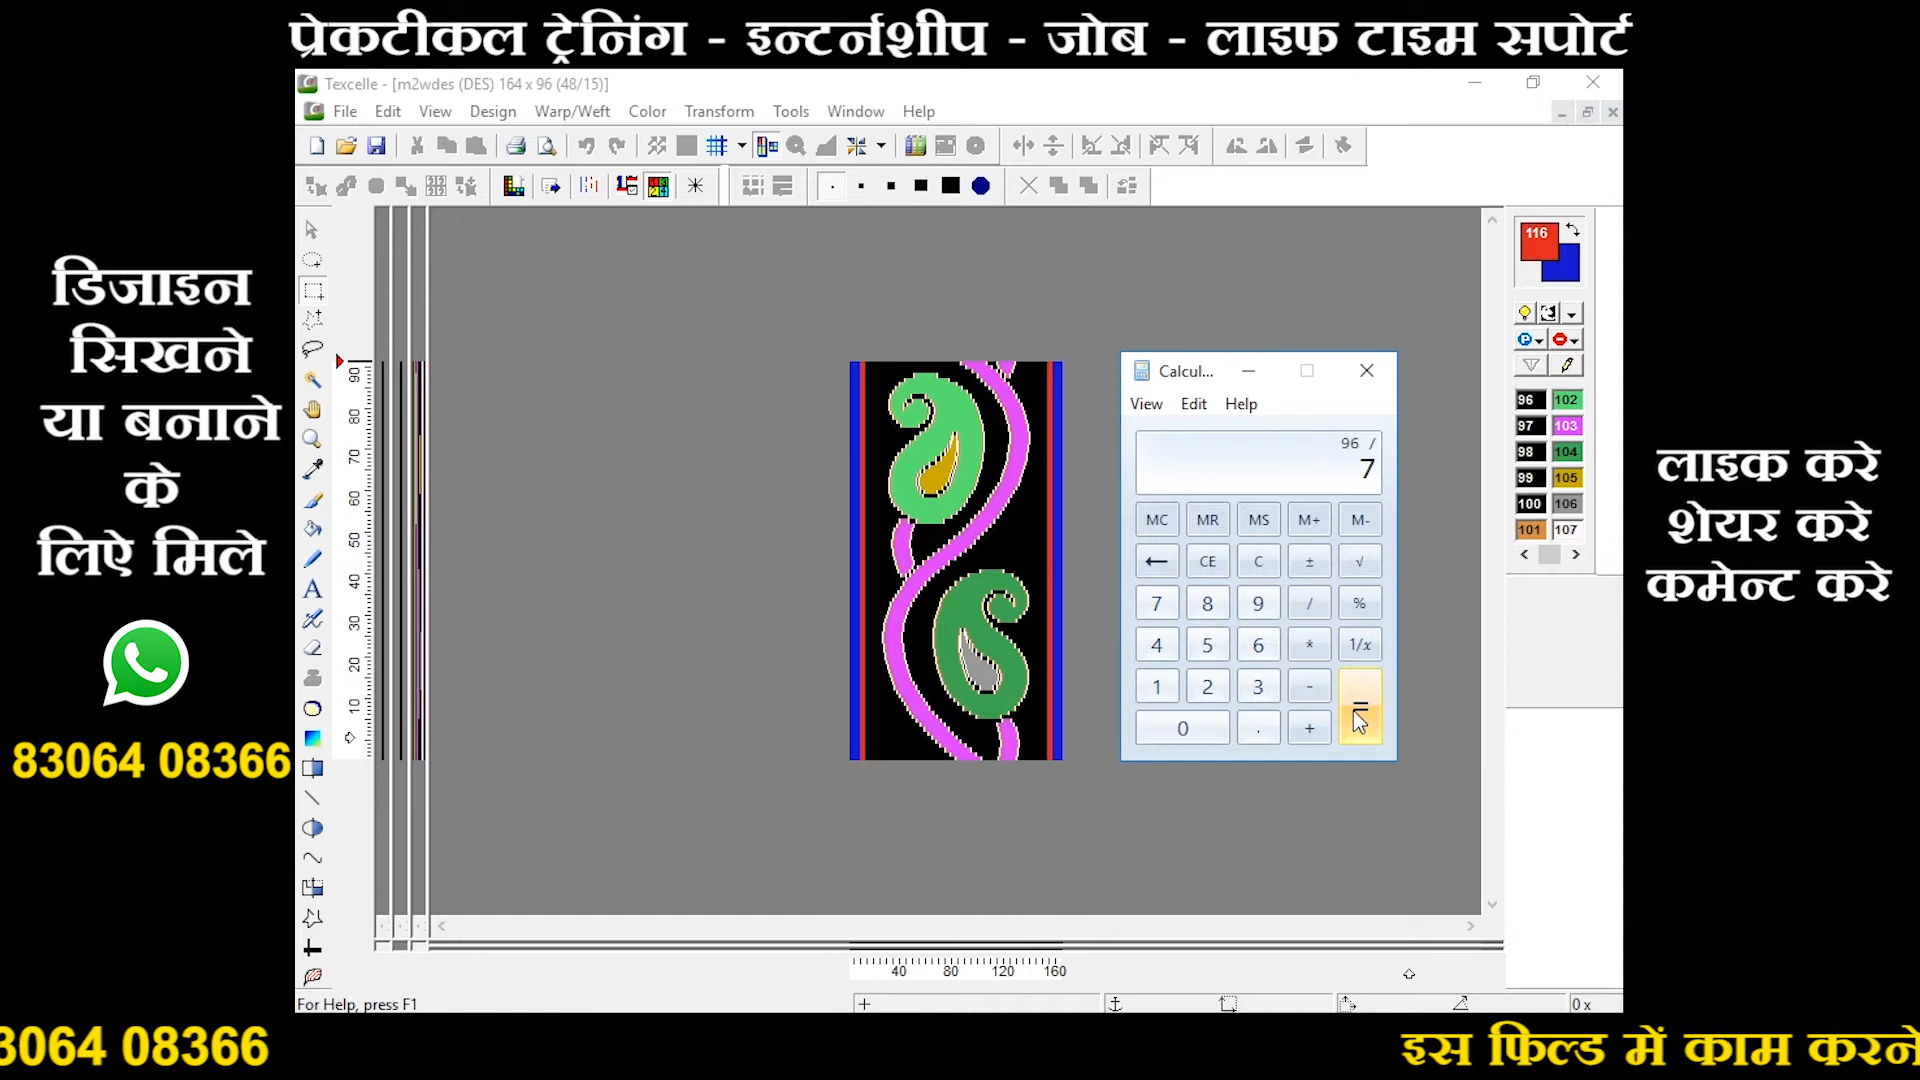 प्रेकटीकल ट्रेनिंग - इन्टर्नशीप - जोब - लाइफ टाइम सपोर्ट
Texcelle - [m2wdes (DES) 164 x 96 (48/15)]
File Edit View Design Warp/Weft Color Transform Tools Window Help
डिजाइन
सिखने
या बनाने
के
लिऐ मिले
83064 08366
90
80
70
60
50
40
30
20
10
Calcul...
View Edit Help
96 /
7
MC MR MS M+ M-
← CE C ± √
7 8 9 / %
4 5 6 * 1/x
1 2 3 - =
0 . +
116
96 102
97 103
98 104
99 105
100 106
101 107
लाइक करे
शेयर करे
कमेन्ट करे
40 80 120 160
For Help, press F1
0 x
3064 08366
इस फिल्ड में काम करने